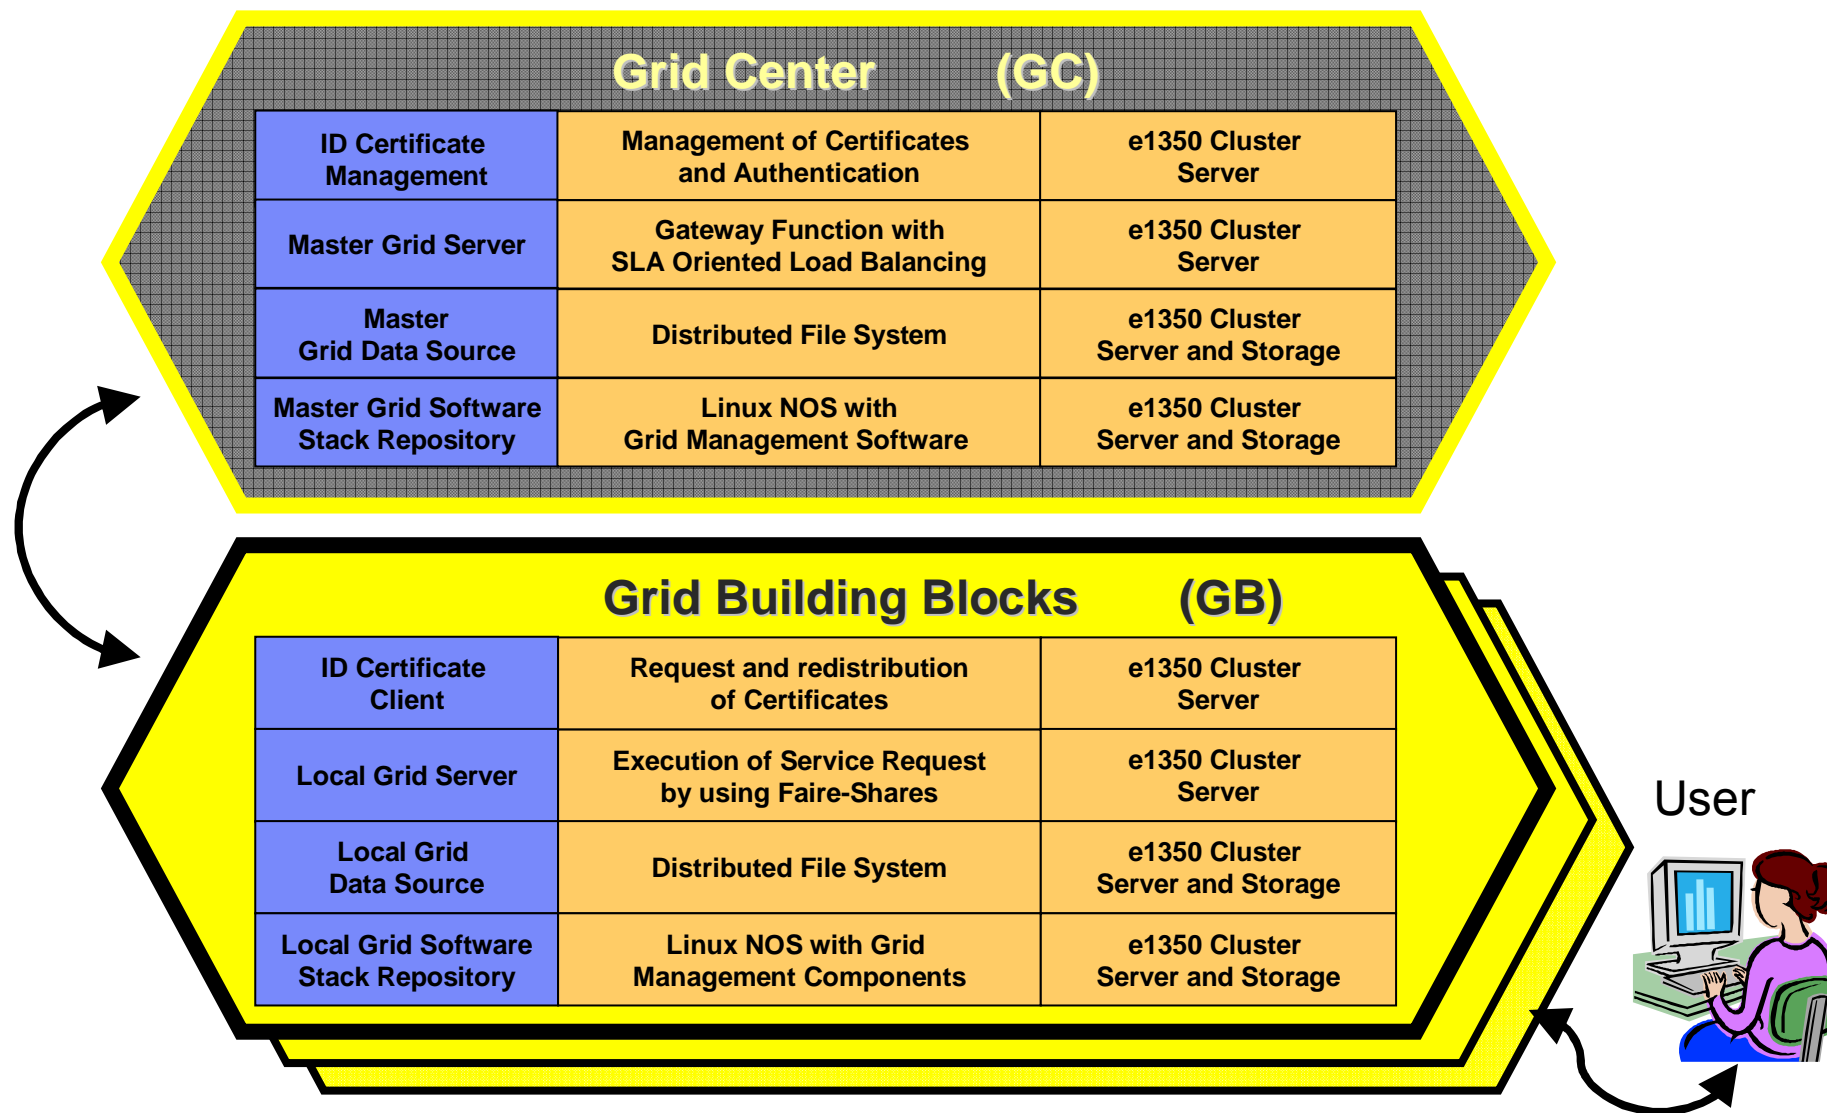 Grid Center (GC)
ID Certificate
Management
Management of Certificates
and Authentication
e1350 Cluster
Server
Master Grid Server
Gateway Function with
SLA Oriented Load Balancing
e1350 Cluster
Server
Master
Grid Data Source
Distributed File System
e1350 Cluster
Server and Storage
Master Grid Software
Stack Repository
Linux NOS with
Grid Management Software
e1350 Cluster
Server and Storage
Grid Building Blocks (GB)
ID Certificate
Client
Request and redistribution
of Certificates
e1350 Cluster
Server
Local Grid Server
Execution of Service Request
by using Faire-Shares
e1350 Cluster
Server
Local Grid
Data Source
Distributed File System
e1350 Cluster
Server and Storage
Local Grid Software
Stack Repository
Linux NOS with Grid
Management Components
e1350 Cluster
Server and Storage
User